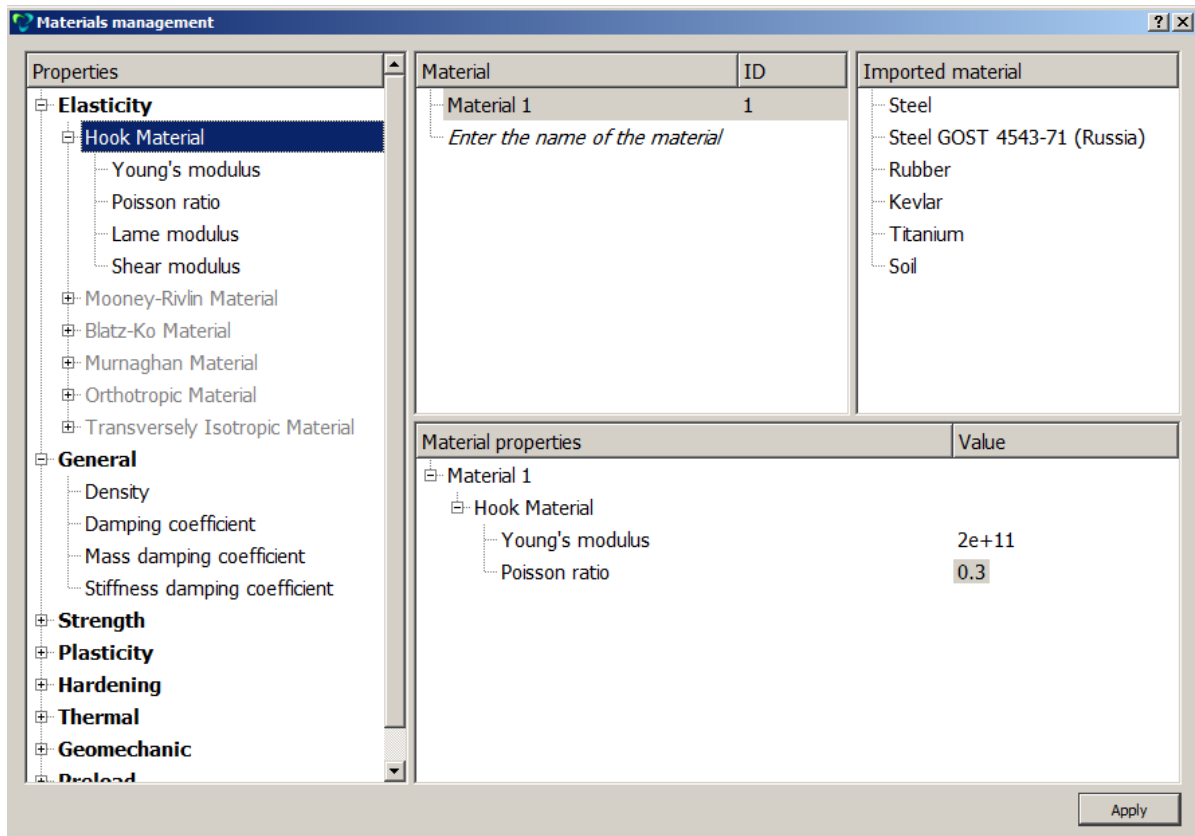 Materials management
Properties
Elasticity
Hook Material
Young's modulus
Poisson ratio
Lame modulus
Shear modulus
Mooney-Rivlin Material
Blatz-Ko Material
Murnaghan Material
Orthotropic Material
Transversely Isotropic Material
General
Density
Damping coefficient
Mass damping coefficient
Stiffness damping coefficient
Strength
Plasticity
Hardening
Thermal
Geomechanic
Preload
Material ID
Material 1 1
Enter the name of the material
Imported material
Steel
Steel GOST 4543-71 (Russia)
Rubber
Kevlar
Titanium
Soil
Material properties Value
Material 1
Hook Material
Young's modulus 2e+11
Poisson ratio 0.3
Apply